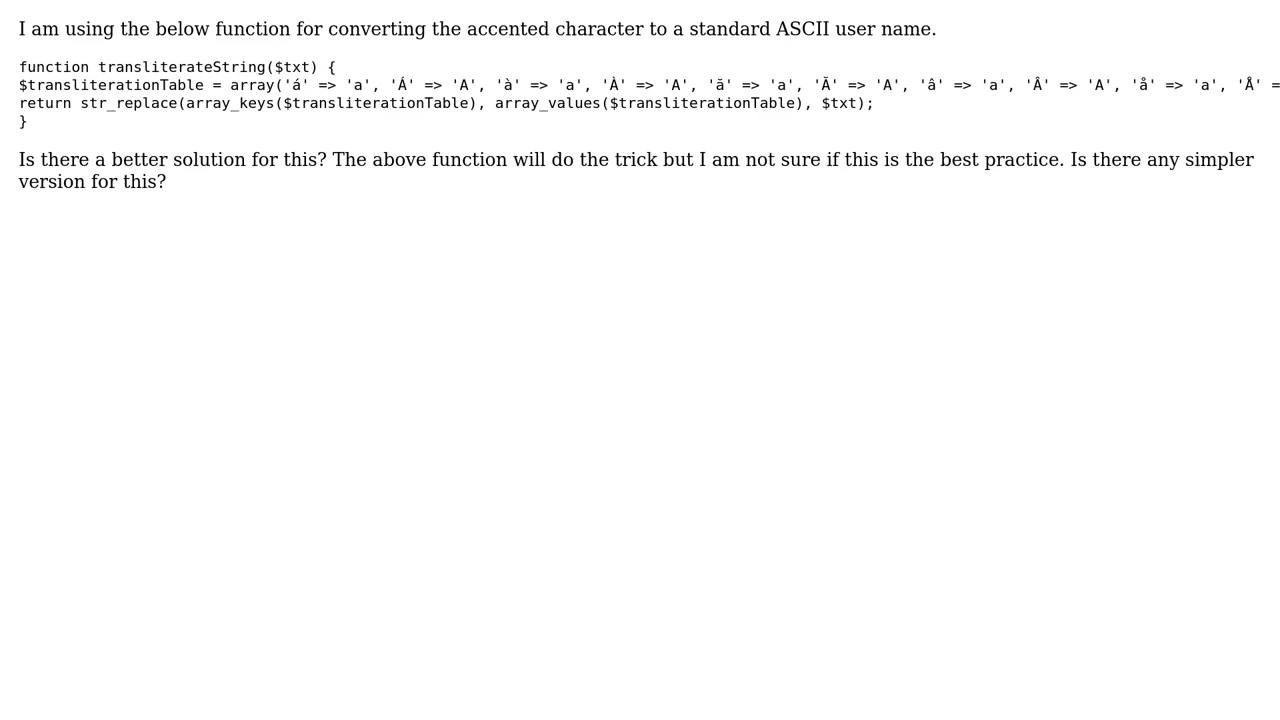 I am using the below function for converting the accented character to a standard ASCII user name.
function transliterateString($txt) {
$transliterationTable = array('á' => 'a', 'Á' => 'A', 'à' => 'a', 'À' => 'A', 'ă' => 'a', 'Ă' => 'A', 'â' => 'a', 'Â' => 'A', 'å' => 'a', 'Å' =
return str_replace(array_keys($transliterationTable), array_values($transliterationTable), $txt);
}
Is there a better solution for this? The above function will do the trick but I am not sure if this is the best practice. Is there any simpler
version for this?